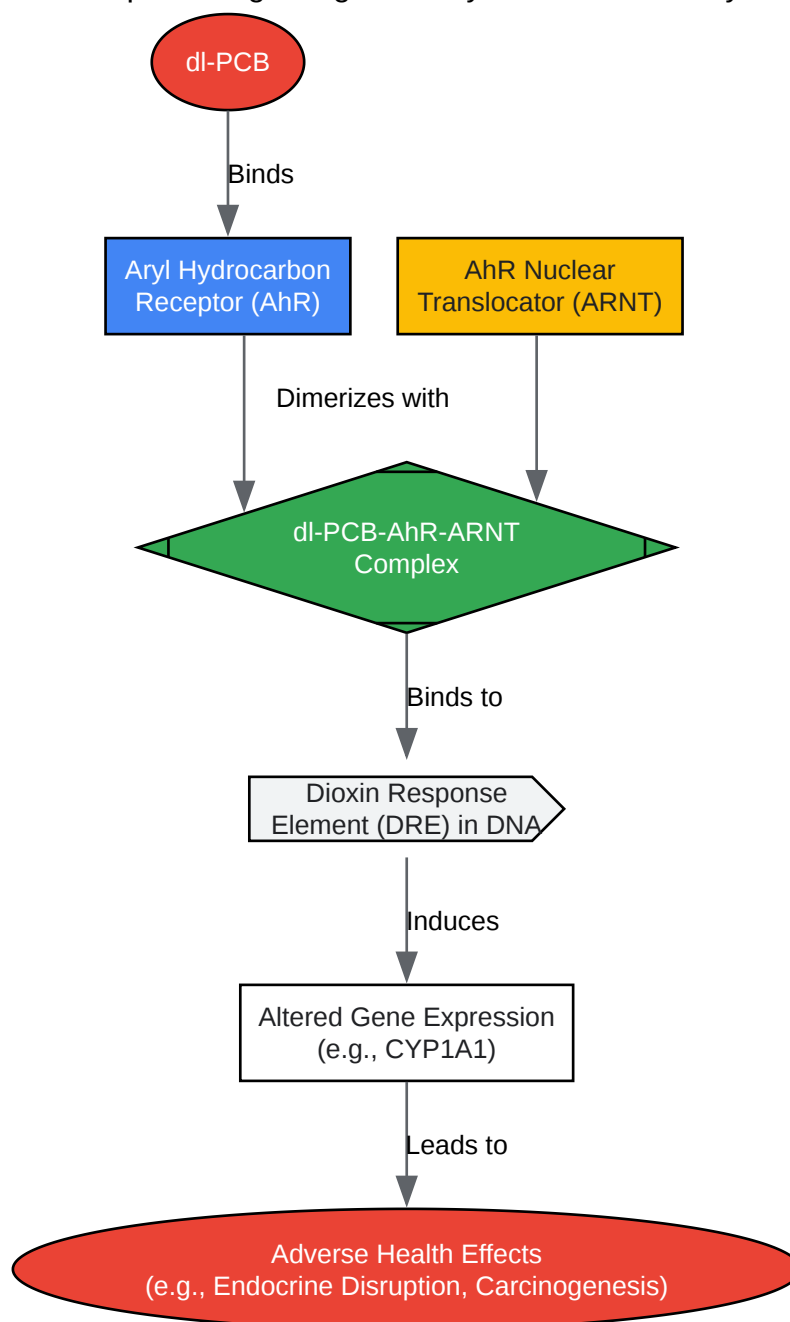 dl-PCB
Binds
Aryl Hydrocarbon
Receptor (AhR)
AhR Nuclear
Translocator (ARNT)
Dimerizes with
dl-PCB-AhR-ARNT
Complex
Binds to
Dioxin Response
Element (DRE) in DNA
Induces
Altered Gene Expression
(e.g., CYP1A1)
Leads to
Adverse Health Effects
(e.g., Endocrine Disruption, Carcinogenesis)